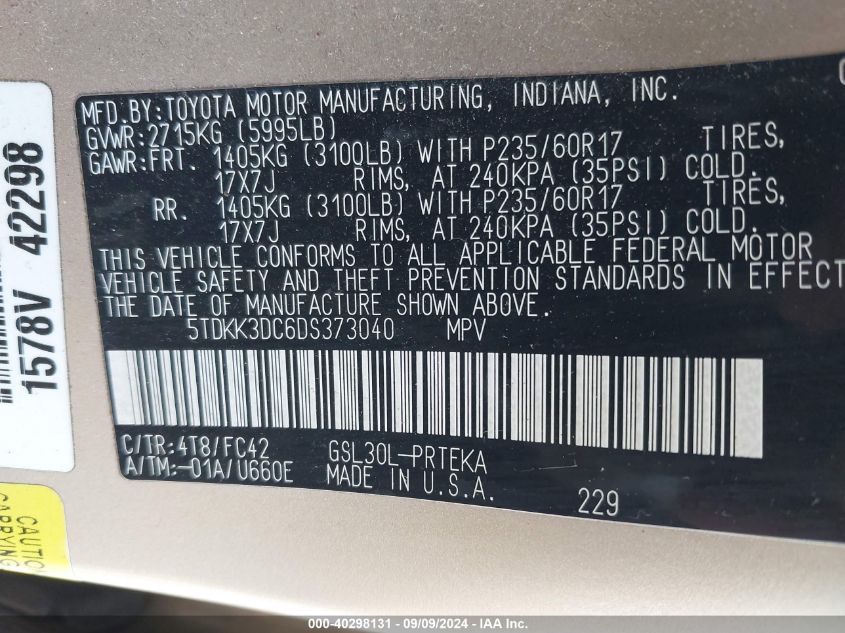 MFD.BY:TOYOTA MOTOR MANUFACTURING, INDIANA, INC.
GVWR:2715KG (5995LB)
GAWR:FRT. 1405KG (3100LB) WITH P235/60R17 TIRES,
17X7J RIMS, AT 240KPA (35PSI) COLD.
RR. 1405KG (3100LB) WITH P235/60R17 TIRES,
17X7J RIMS, AT 240KPA (35PSI) COLD.
THIS VEHICLE CONFORMS TO ALL APPLICABLE FEDERAL MOTOR
VEHICLE SAFETY AND THEFT PREVENTION STANDARDS IN EFFECT
THE DATE OF MANUFACTURE SHOWN ABOVE.
5TDKK3DC6DS373040 MPV
C/TR:4T8/FC42 GSL30L-PRTEKA
A/TM:-01A/U660E MADE IN U.S.A.
229
1578V 42298
CAUTION
CARRYING
000-40298131 - 09/09/2024 - IAA Inc.